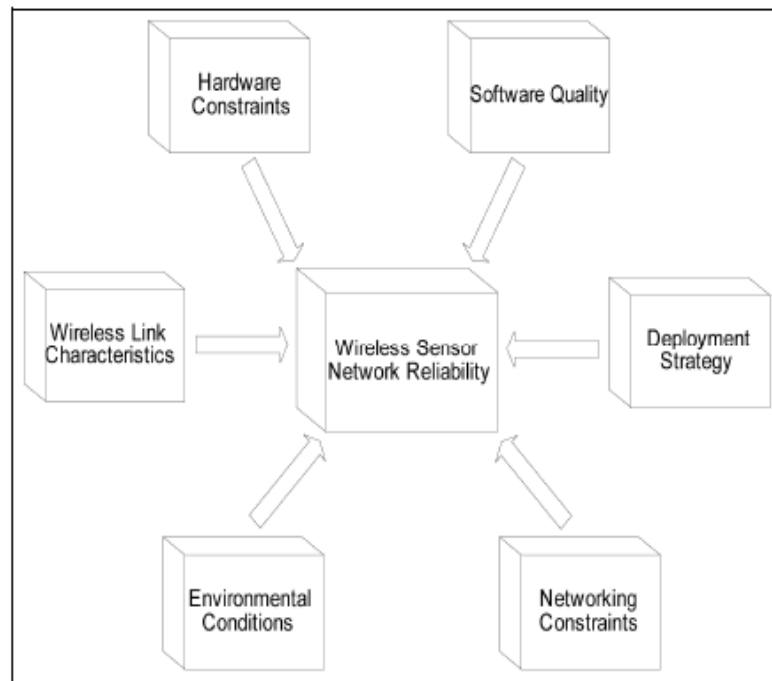 Hardware
Constraints
Software Quality
Wireless Link
Characteristics
Wireless Sensor
Network Reliability
Deployment
Strategy
Environmental
Conditions
Networking
Constraints